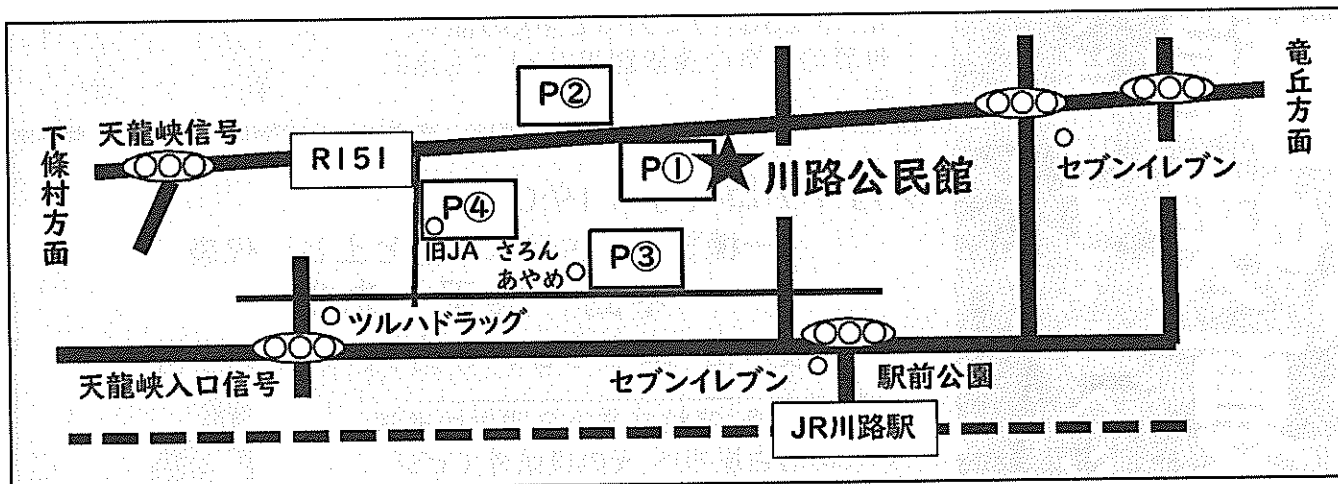 竜丘方面
P②
天龍峡信号
下條村方面
R151
P①
川路公民館
セブンイレブン
P④
旧JA
さろん
あやめ
P③
ツルハドラッグ
天龍峡入口信号
セブンイレブン
駅前公園
JR川路駅